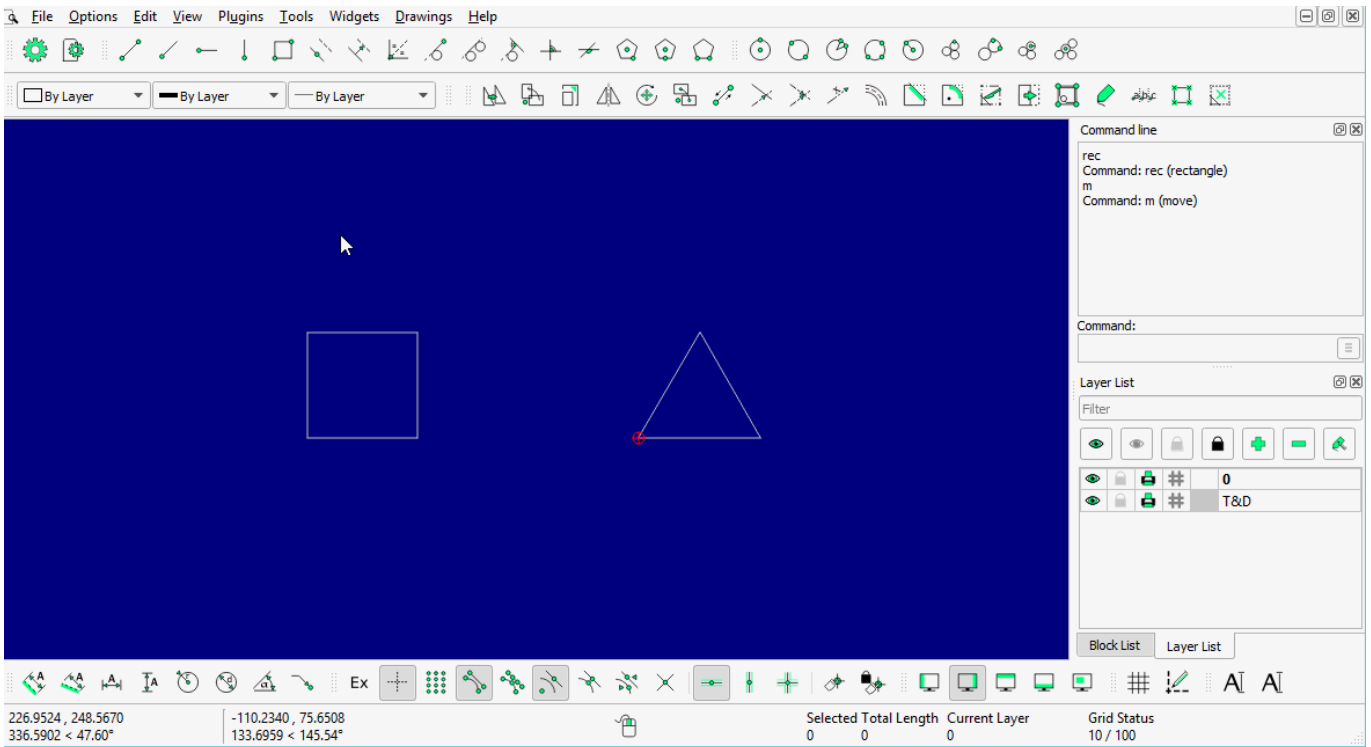 File Options Edit View Plugins Tools Widgets Drawings Help
By Layer By Layer By Layer
Command line
rec
Command: rec (rectangle)
m
Command: m (move)
Command:
Layer List
Filter
0
T&D
Block List Layer List
Ex
226.9524 , 248.5670
336.5902 < 47.60°
-110.2340 , 75.6508
133.6959 < 145.54°
Selected Total Length Current Layer
0 0 0
Grid Status
10 / 100